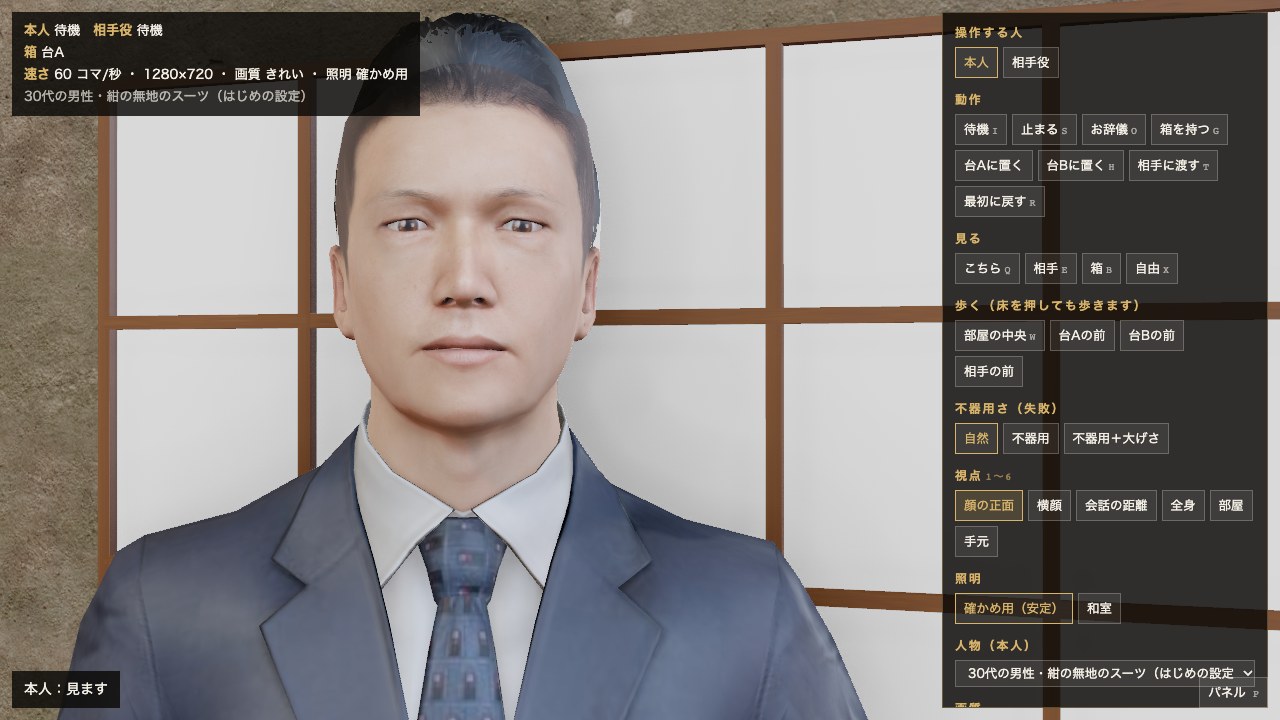 本人 待機 相手役 待機
箱 台A
速さ 60 コマ/秒 ・ 1280×720 ・ 画質 きれい ・ 照明 確かめ用
30代の男性・紺の無地のスーツ（はじめの設定）
操作する人
本人 相手役
動作
待機 I 止まる S お辞儀 O 箱を持つ G
台Aに置く 台Bに置く H 相手に渡す T
最初に戻す R
見る
こちら Q 相手 E 箱 B 自由 X
歩く（床を押しても歩きます）
部屋の中央 W 台Aの前 台Bの前
相手の前
不器用さ（失敗）
自然 不器用 不器用＋大げさ
視点 1～6
顔の正面 横顔 会話の距離 全身 部屋
手元
照明
確かめ用（安定） 和室
人物（本人）
30代の男性・紺の無地のスーツ（はじめの設定
パネル P
本人：見ます